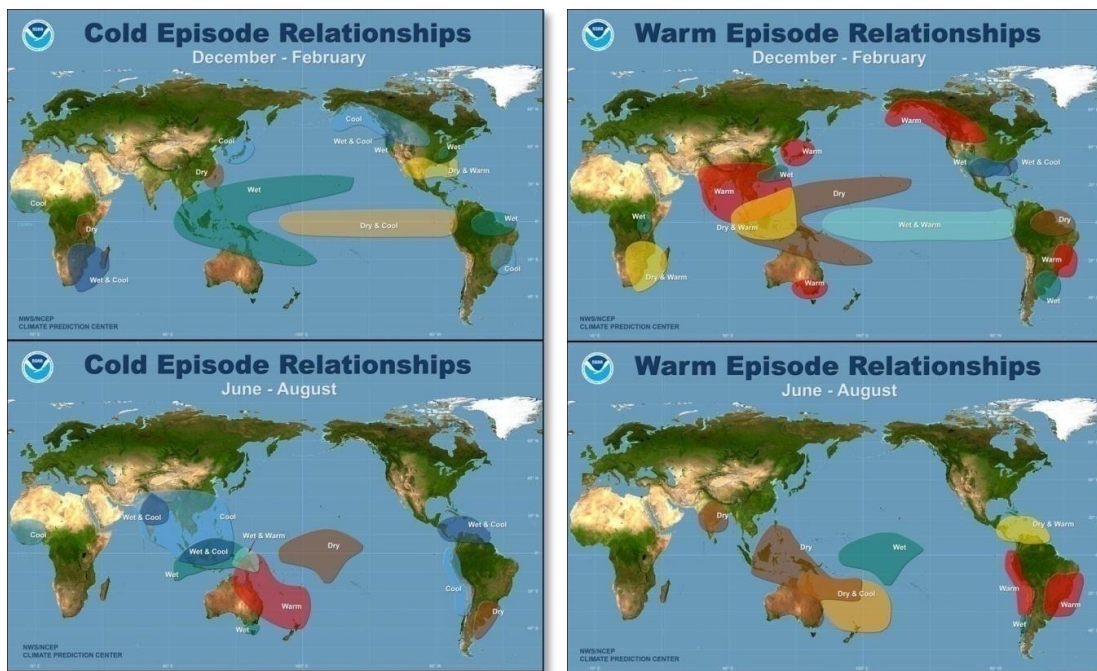 Cold Episode Relationships
December - February
Cool
Wet & Cool
Wet
Wet
Dry & Warm
Cool
Dry
Wet
Cool
Dry
Wet & Cool
Dry & Cool
Wet
Cool
NWS/NCEP
CLIMATE PREDICTION CENTER
Warm Episode Relationships
December - February
Warm
Warm
Wet
Wet
Wet & Cool
Warm
Dry
Wet
Dry & Warm
Wet & Warm
Dry
Dry & Warm
Warm
Warm
Wet
NWS/NCEP
CLIMATE PREDICTION CENTER
Cold Episode Relationships
June - August
Wet & Cool
Cool
Cool
Wet & Warm
Wet & Cool
Wet & Cool
Dry
Wet
Cool
Warm
Dry
Wet
NWS/NCEP
CLIMATE PREDICTION CENTER
Warm Episode Relationships
June - August
Dry
Dry & Warm
Dry
Wet
Dry & Cool
Warm
Warm
Wet
NWS/NCEP
CLIMATE PREDICTION CENTER